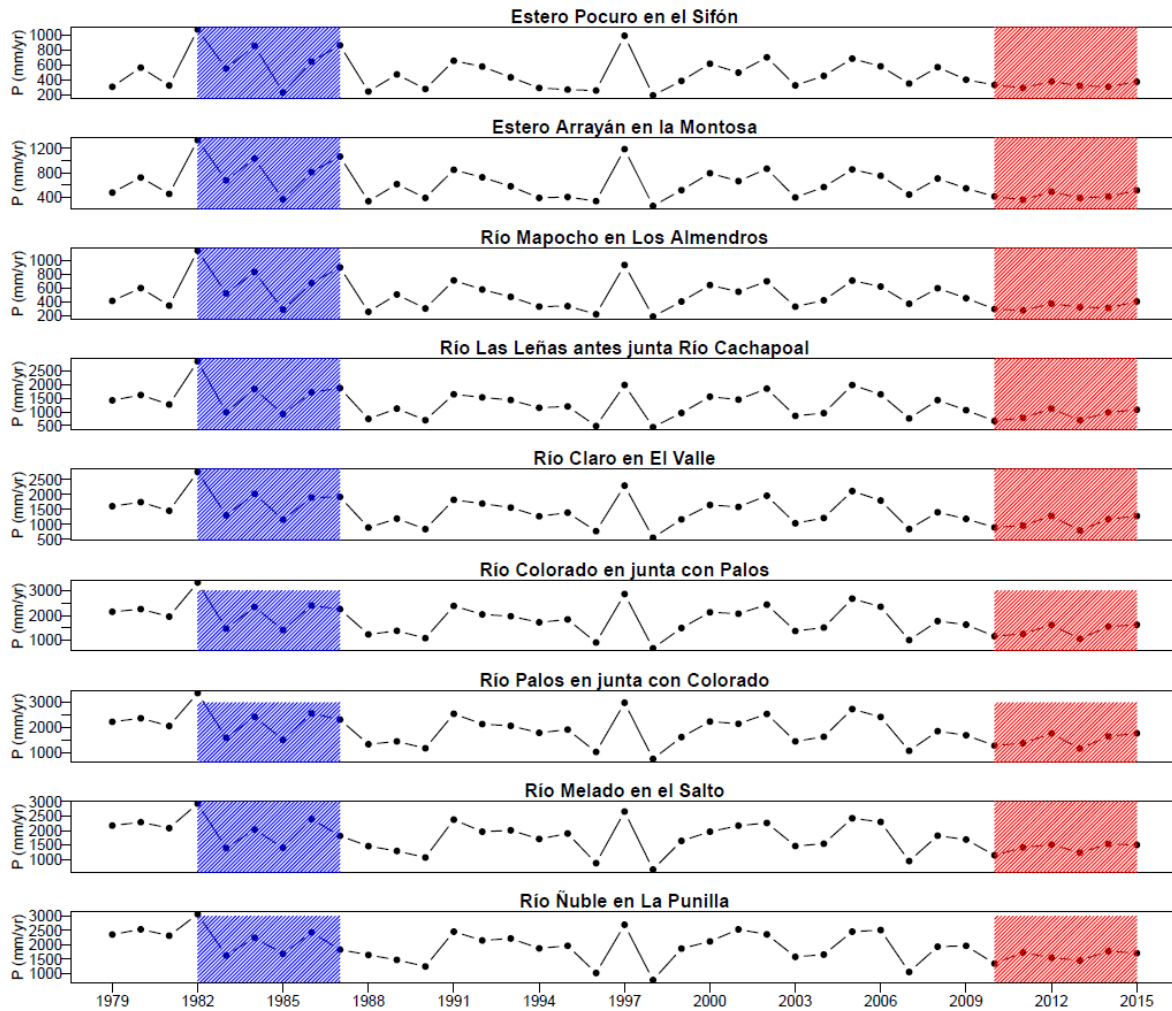 Estero Pocuro en el Sifón
P (mm/yr)
1000
800
600
400
200
Estero Arrayán en la Montosa
P (mm/yr)
1200
800
400
Río Mapocho en Los Almendros
P (mm/yr)
1000
800
600
400
200
Río Las Leñas antes junta Río Cachapoal
P (mm/yr)
2500
2000
1500
1000
500
Río Claro en El Valle
P (mm/yr)
2500
2000
1500
1000
500
Río Colorado en junta con Palos
P (mm/yr)
3000
2000
1000
Río Palos en junta con Colorado
P (mm/yr)
3000
2000
1000
Río Melado en el Salto
P (mm/yr)
3000
2500
2000
1500
1000
Río Ñuble en La Punilla
P (mm/yr)
3000
2500
2000
1500
1000
1979 1982 1985 1988 1991 1994 1997 2000 2003 2006 2009 2012 2015